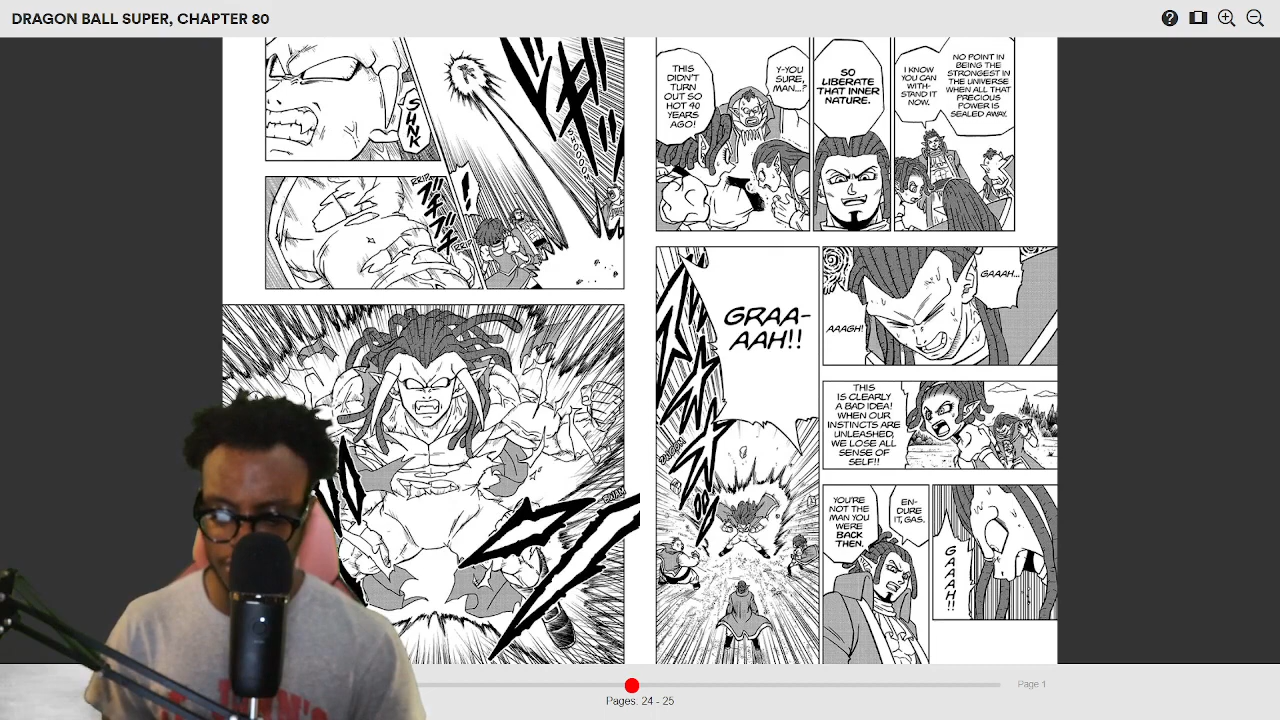 DRAGON BALL SUPER, CHAPTER 80
NO POINT IN
BEING THE
STRONGEST IN
THE UNIVERSE
WHEN ALL THAT
PRECIOUS
POWER IS
SEALED AWAY.
I KNOW
YOU CAN
WITH-
STAND IT
NOW.
SO
LIBERATE
THAT INNER
NATURE.
Y-YOU
SURE,
MAN...?
THIS
DIDN'T
TURN
OUT SO
HOT 40
YEARS
AGO!
GAAAH...
AAAGH!
THIS
IS CLEARLY
A BAD IDEA!
WHEN OUR
INSTINCTS ARE
UNLEASHED,
WE LOSE ALL
SENSE OF
SELF!!
GAAAH!!
EN-
DURE
IT, GAS.
YOU'RE
NOT THE
MAN YOU
WERE
BACK
THEN.
GRAA-
AAH!!
SHNK
!
RRIP
Pages: 24 - 25
Page 1